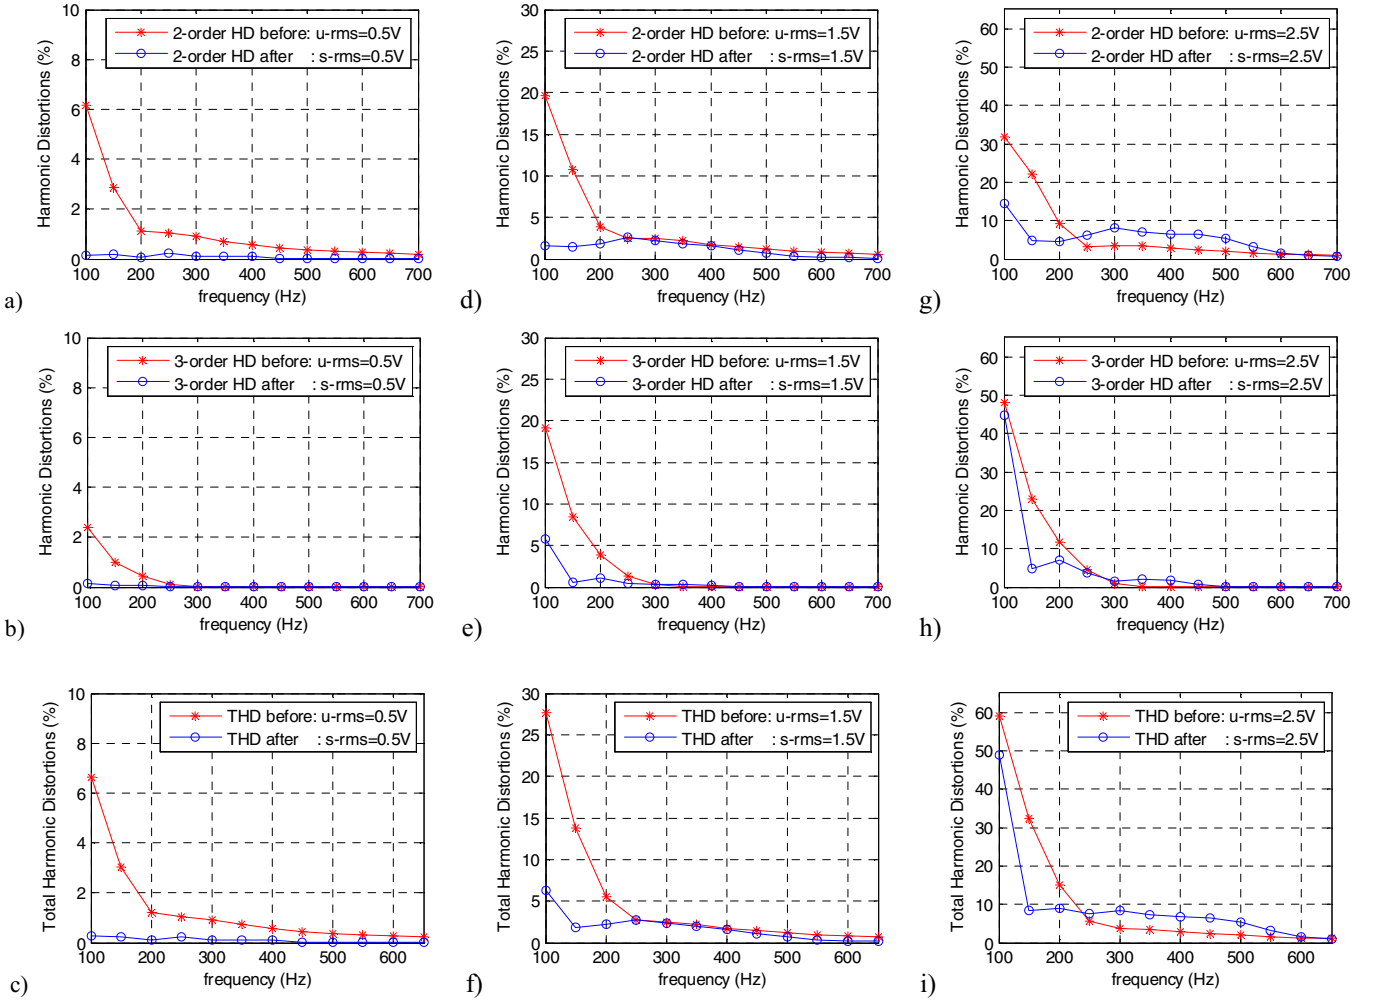 10
8
6
4
2
0
Harmonic Distortions (%)
2-order HD before: u-rms=0.5V
2-order HD after : s-rms=0.5V
100 200 300 400 500 600 700
frequency (Hz)
a)
30
25
20
15
10
5
0
Harmonic Distortions (%)
2-order HD before: u-rms=1.5V
2-order HD after : s-rms=1.5V
100 200 300 400 500 600 700
frequency (Hz)
d)
60
50
40
30
20
10
0
Harmonic Distortions (%)
2-order HD before: u-rms=2.5V
2-order HD after : s-rms=2.5V
100 200 300 400 500 600 700
frequency (Hz)
g)
10
8
6
4
2
0
Harmonic Distortions (%)
3-order HD before: u-rms=0.5V
3-order HD after : s-rms=0.5V
100 200 300 400 500 600 700
frequency (Hz)
b)
30
25
20
15
10
5
0
Harmonic Distortions (%)
3-order HD before: u-rms=1.5V
3-order HD after : s-rms=1.5V
100 200 300 400 500 600 700
frequency (Hz)
e)
60
50
40
30
20
10
0
Harmonic Distortions (%)
3-order HD before: u-rms=2.5V
3-order HD after : s-rms=2.5V
100 200 300 400 500 600 700
frequency (Hz)
h)
10
8
6
4
2
0
Total Harmonic Distortions (%)
THD before: u-rms=0.5V
THD after : s-rms=0.5V
100 200 300 400 500 600
frequency (Hz)
c)
30
25
20
15
10
5
0
Total Harmonic Distortions (%)
THD before: u-rms=1.5V
THD after : s-rms=1.5V
100 200 300 400 500 600
frequency (Hz)
f)
60
50
40
30
20
10
0
Total Harmonic Distortions (%)
THD before: u-rms=2.5V
THD after : s-rms=2.5V
100 200 300 400 500 600
frequency (Hz)
i)